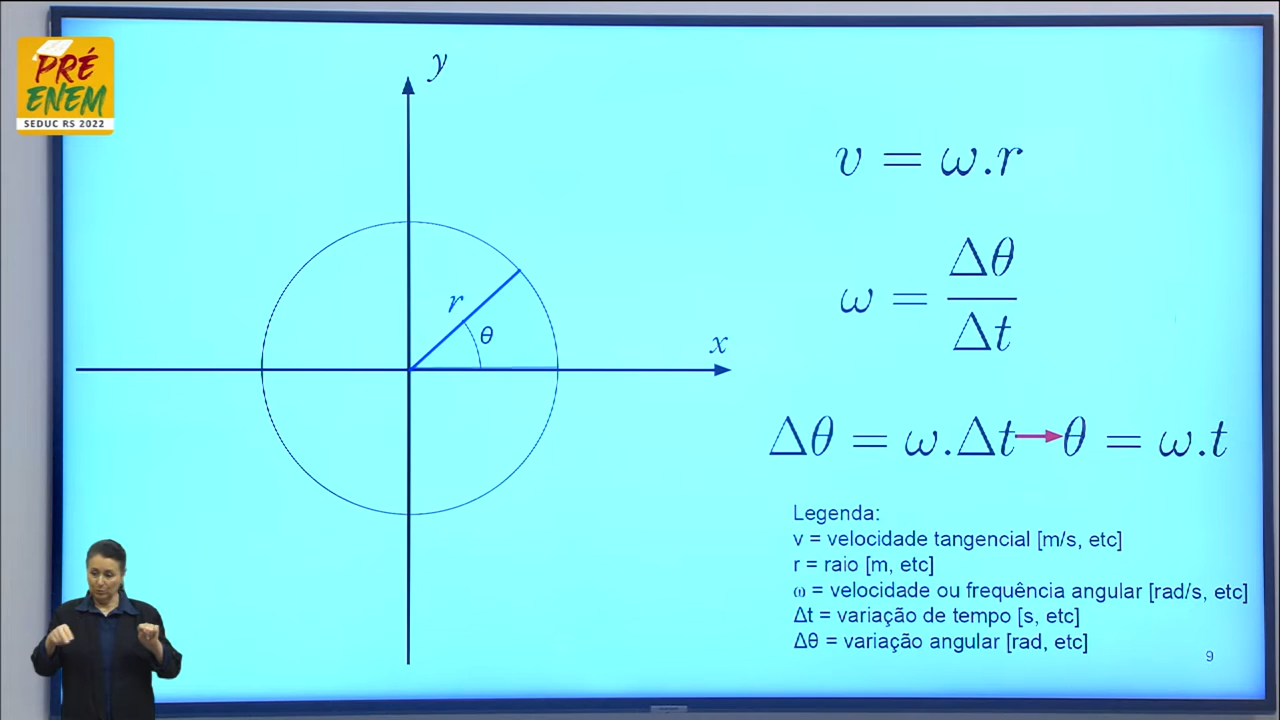 PRÉ
ENEM
SEDUC RS 2022
y
v = ω.r
ω = Δθ/Δt
r
θ
x
Δθ = ω.Δt → θ = ω.t
Legenda:
v = velocidade tangencial [m/s, etc]
r = raio [m, etc]
ω = velocidade ou frequência angular [rad/s, etc]
Δt = variação de tempo [s, etc]
Δθ = variação angular [rad, etc]
9